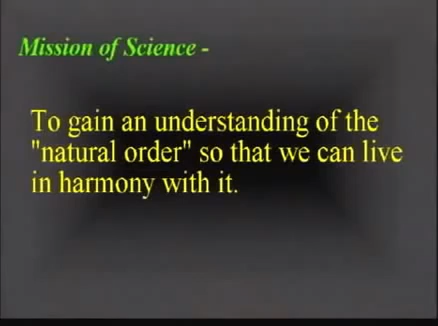 Mission of Science -
To gain an understanding of the
"natural order" so that we can live
in harmony with it.